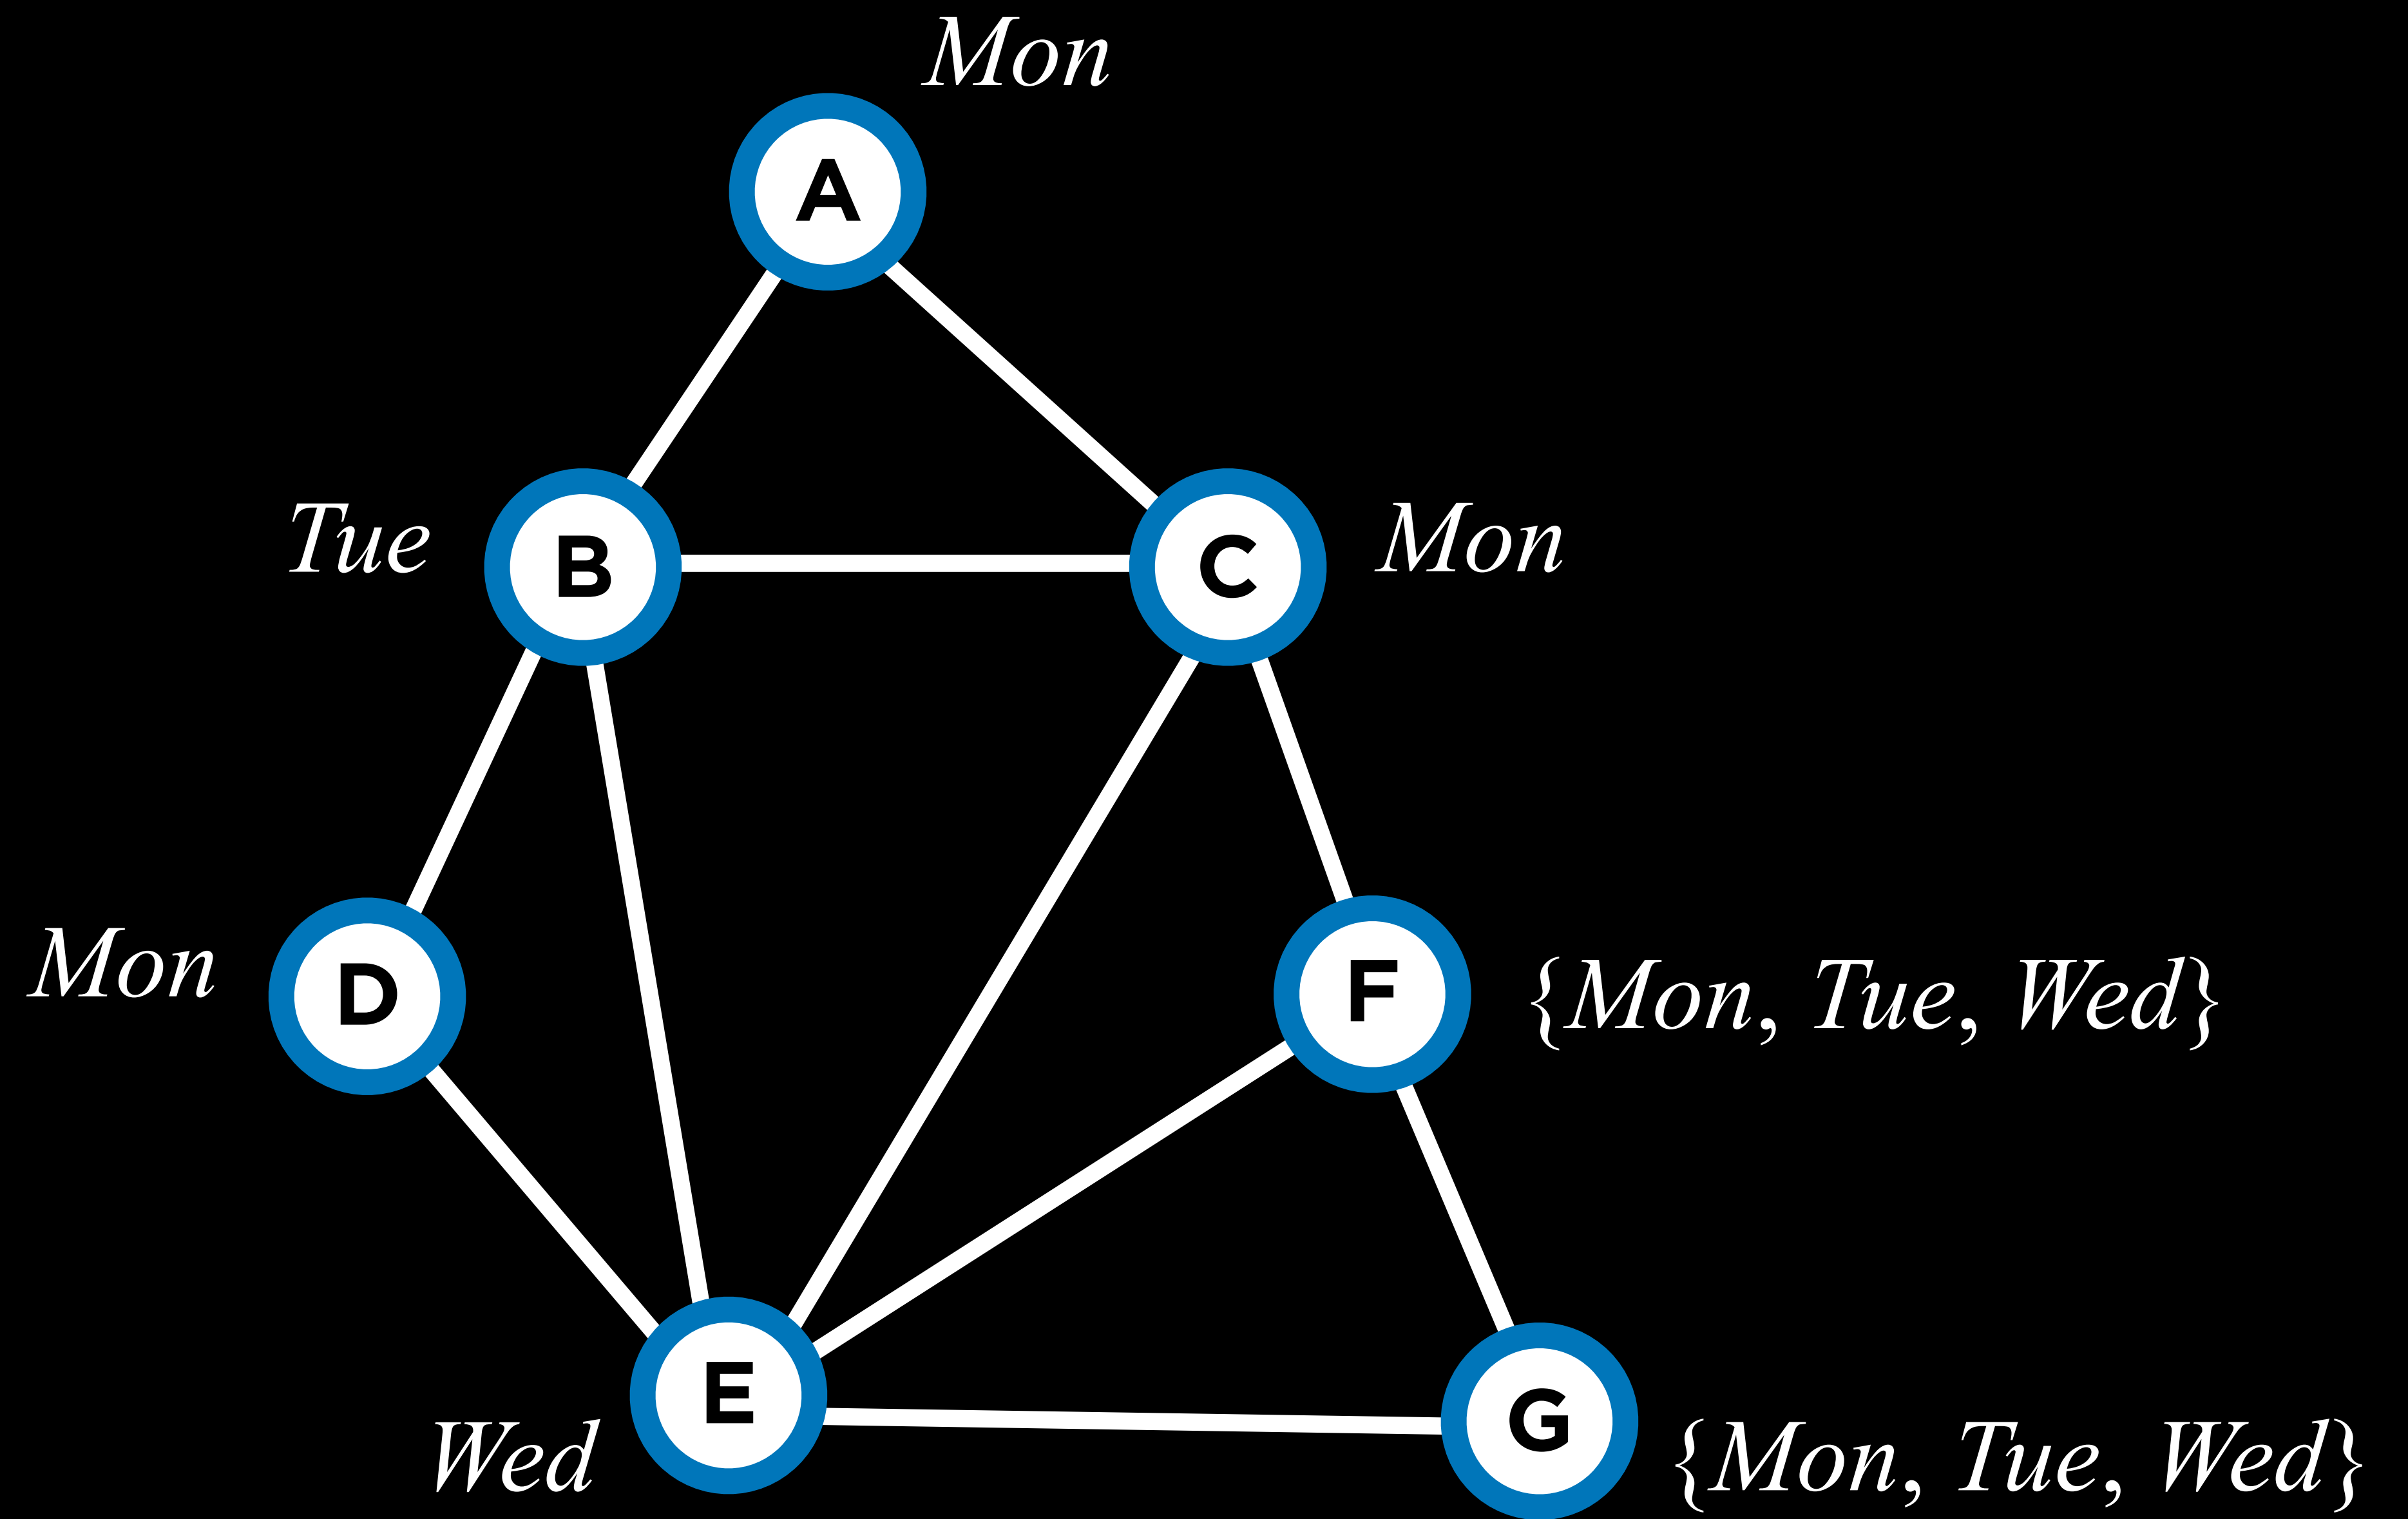 Mon
A
Tue
B
C
Mon
Mon
D
F
{Mon, Tue, Wed}
E
Wed
G
{Mon, Tue, Wed}